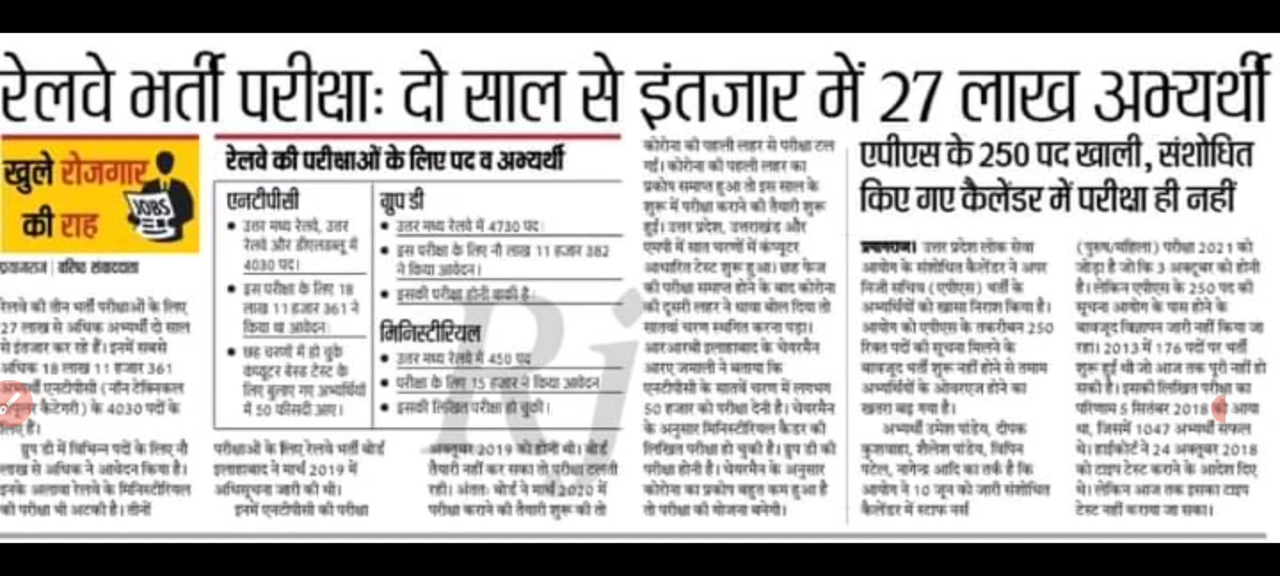 रेलवे भर्ती परीक्षाः दो साल से इंतजार में 27 लाख अभ्यर्थी
खुले रोजगार
की राह
JOBS
प्रयागराज | वरिष्ठ संवाददाता
रेलवे की तीन भर्ती परीक्षाओं के लिए
27 लाख से अधिक अभ्यर्थी दो साल
से इंतजार कर रहे हैं। इनमें सबसे
अधिक 18 लाख 11 हजार 361
अभ्यर्थी एनटीपीसी (नॉन टेक्निकल
पॉपुलर कैटेगरी) के 4030 पदों के
लिए हैं।
ग्रुप डी में विभिन्न पदों के लिए नौ
लाख से अधिक ने आवेदन किया है।
इनके अलावा रेलवे के मिनिस्टीरियल
की परीक्षा भी अटकी है। तीनों
रेलवे की परीक्षाओं के लिए पद व अभ्यर्थी
एनटीपीसी
उत्तर मध्य रेलवे, उत्तर
रेलवे और डीएलडब्लू में
4030 पद।
इस परीक्षा के लिए 18
लाख 11 हजार 361 ने
किया था आवेदन।
छह चरणों में हो चुके
कंप्यूटर बेस्ड टेस्ट के
लिए बुलाए गए अभ्यर्थियों
में 50 फीसदी आए।
ग्रुप डी
उत्तर मध्य रेलवे में 4730 पद।
इस परीक्षा के लिए नौ लाख 11 हजार 382
ने किया आवेदन।
इसकी परीक्षा होनी बाकी है।
मिनिस्टीरियल
उत्तर मध्य रेलवे में 450 पद
परीक्षा के लिए 15 हजार ने किया आवेदन
इसकी लिखित परीक्षा हो चुकी।
परीक्षाओं के लिए रेलवे भर्ती बोर्ड
इलाहाबाद ने मार्च 2019 में
अधिसूचना जारी की थी।
इनमें एनटीपीसी की परीक्षा
अक्तूबर 2019 को होनी थी। बोर्ड
तैयारी नहीं कर सका तो परीक्षा टलती
रही। अंततः बोर्ड ने मार्च 2020 में
परीक्षा कराने की तैयारी शुरू की तो
कोरोना की पहली लहर से परीक्षा टल
गई। कोरोना की पहली लहर का
प्रकोप समाप्त हुआ तो इस साल के
शुरू में परीक्षा कराने की तैयारी शुरू
हुई। उत्तर प्रदेश, उत्तराखंड और
एमपी में सात चरणों में कंप्यूटर
आधारित टेस्ट शुरू हुआ। छह फेज
की परीक्षा समाप्त होने के बाद कोरोना
की दूसरी लहर ने धावा बोल दिया तो
सातवां चरण स्थगित करना पड़ा।
आरआरबी इलाहाबाद के चेयरमैन
आरए जमाली ने बताया कि
एनटीपीसी के सातवें चरण में लगभग
50 हजार को परीक्षा देनी है। चेयरमैन
के अनुसार मिनिस्टीरियल कैडर की
लिखित परीक्षा हो चुकी है। ग्रुप डी की
परीक्षा होनी है। चेयरमैन के अनुसार
कोरोना का प्रकोप बहुत कम हुआ है
तो परीक्षा की योजना बनेगी।
एपीएस के 250 पद खाली, संशोधित
किए गए कैलेंडर में परीक्षा ही नहीं
प्रयागराज। उत्तर प्रदेश लोक सेवा
आयोग के संशोधित कैलेंडर ने अपर
निजी सचिव (एपीएस) भर्ती के
अभ्यर्थियों को खासा निराश किया है।
आयोग को एपीएस के तकरीबन 250
रिक्त पदों की सूचना मिलने के
बावजूद भर्ती शुरू नहीं होने से तमाम
अभ्यर्थियों के ओवरएज होने का
खतरा बढ़ गया है।
अभ्यर्थी उमेश पांडेय, दीपक
कुशवाहा, शैलेश पांडेय, विपिन
पटेल, नागेन्द्र आदि का तर्क है कि
आयोग ने 10 जून को जारी संशोधित
कैलेंडर में स्टाफ नर्स
(पुरुष/महिला) परीक्षा 2021 को
जोड़ा है जो कि 3 अक्टूबर को होनी
है। लेकिन एपीएस के 250 पद की
सूचना आयोग के पास होने के
बावजूद विज्ञापन जारी नहीं किया जा
रहा। 2013 में 176 पदों पर भर्ती
शुरू हुई थी जो आज तक पूरी नहीं हो
सकी है। इसकी लिखित परीक्षा का
परिणाम 5 सितंबर 2018 को आया
था, जिसमें 1047 अभ्यर्थी सफल
थे। हाईकोर्ट ने 24 अक्टूबर 2018
को टाइप टेस्ट कराने के आदेश दिए
थे। लेकिन आज तक इसका टाइप
टेस्ट नहीं कराया जा सका।
Rj